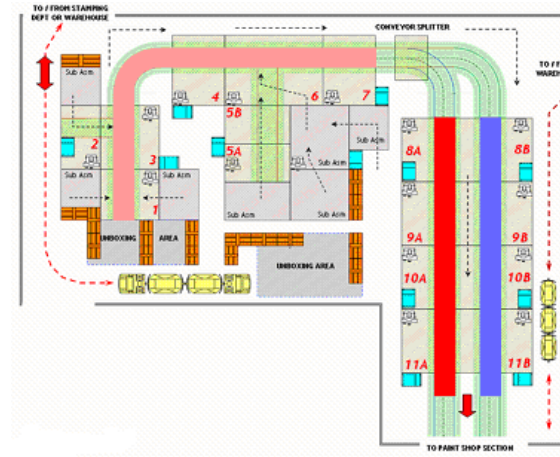 TO / FROM STAMPING
DEPT OR WAREHOUSE
CONVEYOR SPLITTER
Sub Asm
Sub Asm
4
5B
6
7
2
3
5A
8A
8B
Sub Asm
Sub Asm
Sub Asm
1
Sub Asm
Sub Asm
9A
9B
UNBOXING
AREA
UNBOXING AREA
10A
10B
11A
11B
TO PAINT SHOP SECTION